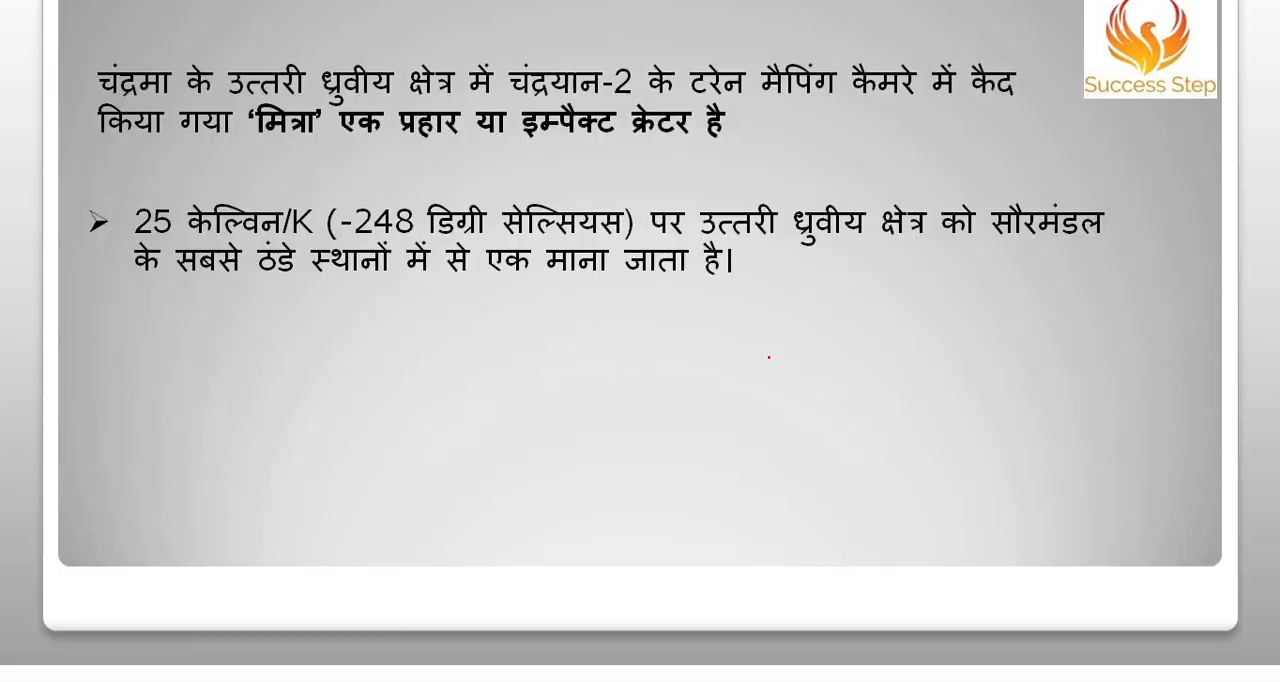 Success Step
चंद्रमा के उत्तरी ध्रुवीय क्षेत्र में चंद्रयान-2 के टरेन मैपिंग कैमरे में कैद
किया गया ‘मित्रा’ एक प्रहार या इम्पैक्ट क्रेटर है
➢ 25 केल्विन/K (-248 डिग्री सेल्सियस) पर उत्तरी ध्रुवीय क्षेत्र को सौरमंडल
के सबसे ठंडे स्थानों में से एक माना जाता है।